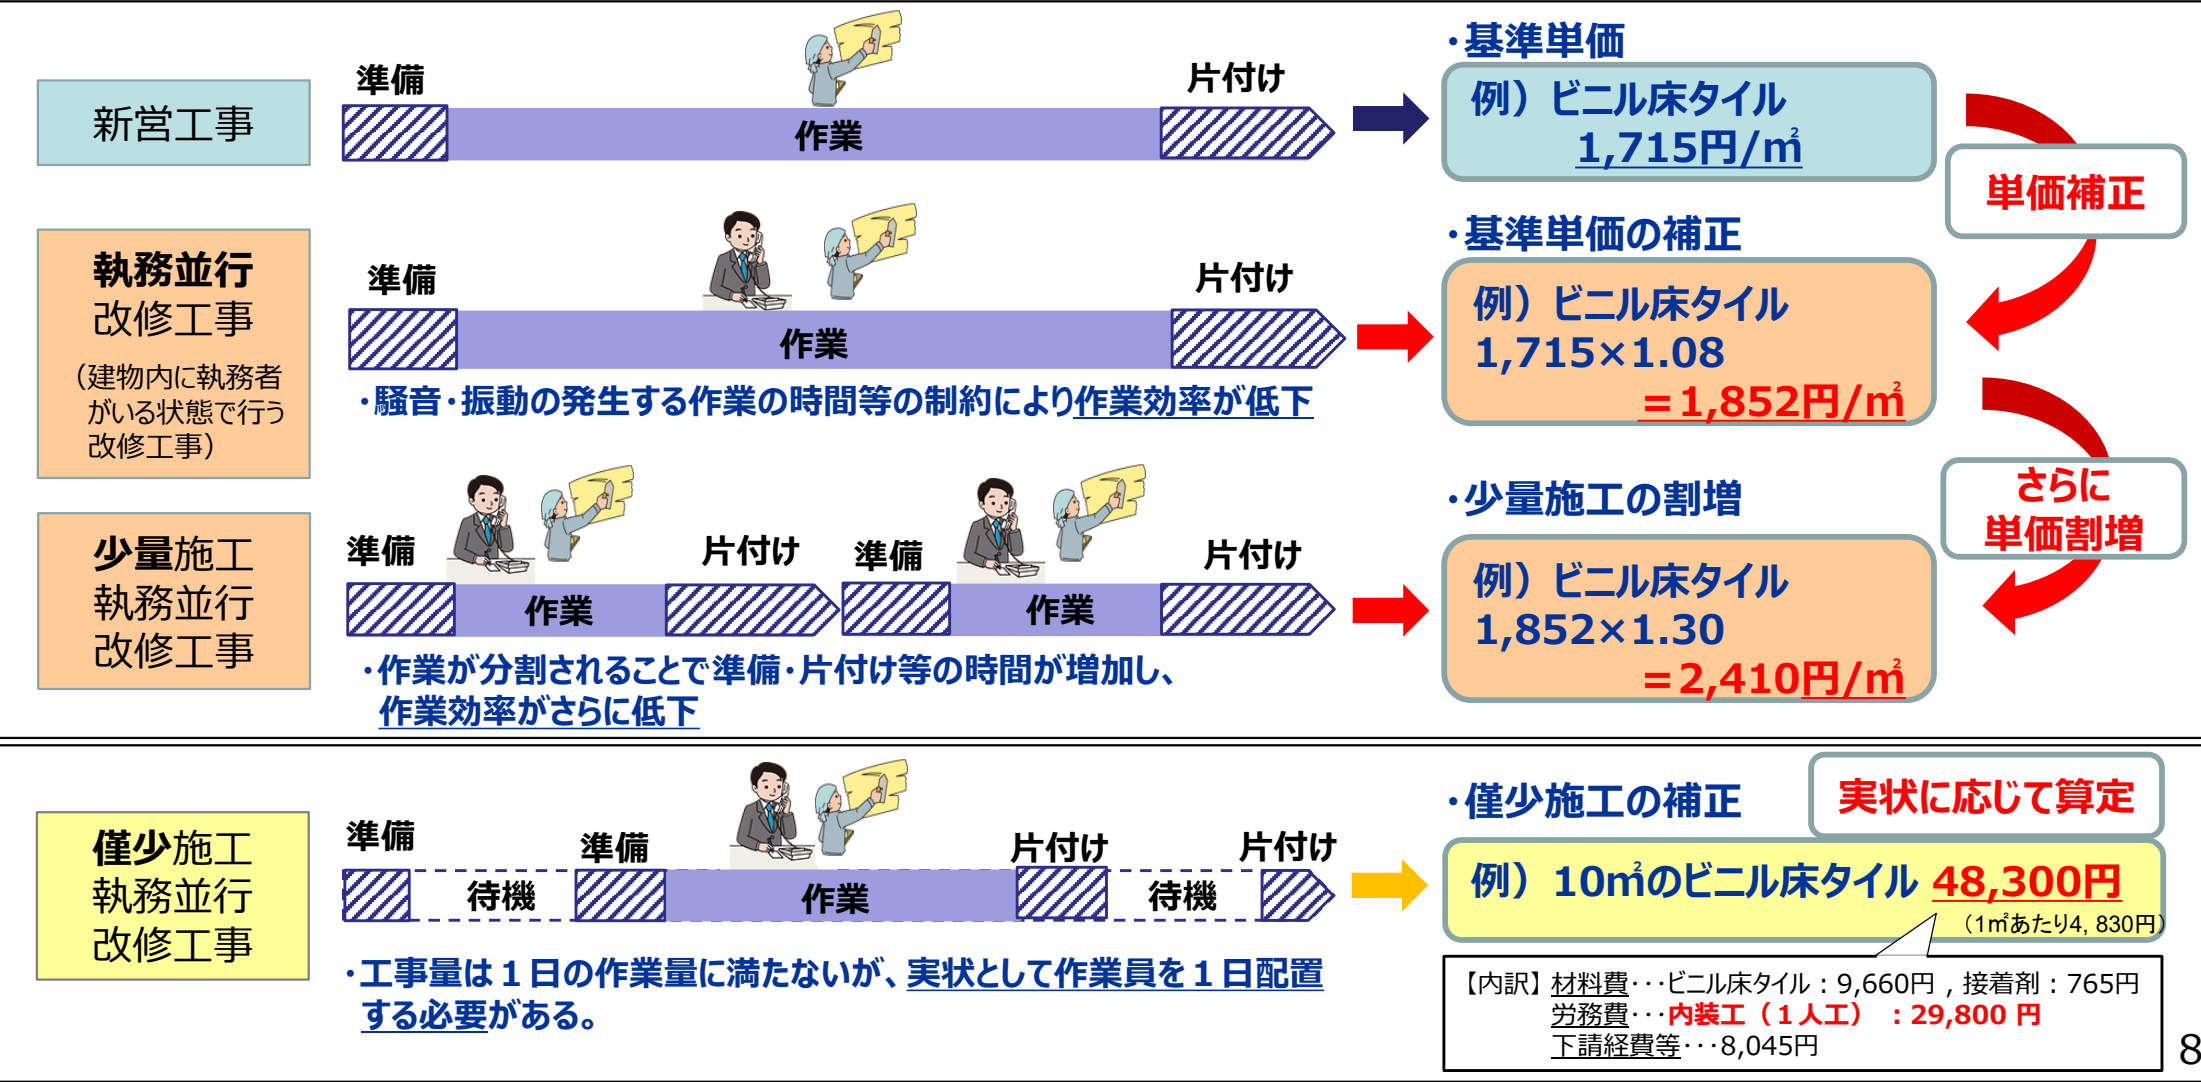 新営工事
準備
作業
片付け
・基準単価
例）ビニル床タイル
1,715円/㎡
単価補正
執務並行
改修工事
（建物内に執務者
がいる状態で行う
改修工事）
準備
作業
片付け
・騒音・振動の発生する作業の時間等の制約により作業効率が低下
・基準単価の補正
例）ビニル床タイル
1,715×1.08
＝1,852円/㎡
さらに
単価割増
少量施工
執務並行
改修工事
準備
作業
片付け
準備
作業
片付け
・作業が分割されることで準備・片付け等の時間が増加し、
作業効率がさらに低下
・少量施工の割増
例）ビニル床タイル
1,852×1.30
＝2,410円/㎡
僅少施工
執務並行
改修工事
準備
待機
準備
作業
片付け
待機
片付け
・工事量は１日の作業量に満たないが、実状として作業員を１日配置
する必要がある。
・僅少施工の補正
実状に応じて算定
例）10㎡のビニル床タイル 48,300円
（1㎡あたり4,830円）
【内訳】材料費・・・ビニル床タイル：9,660円 , 接着剤：765円
労務費・・・内装工（１人工）：29,800 円
下請経費等・・・8,045円
8